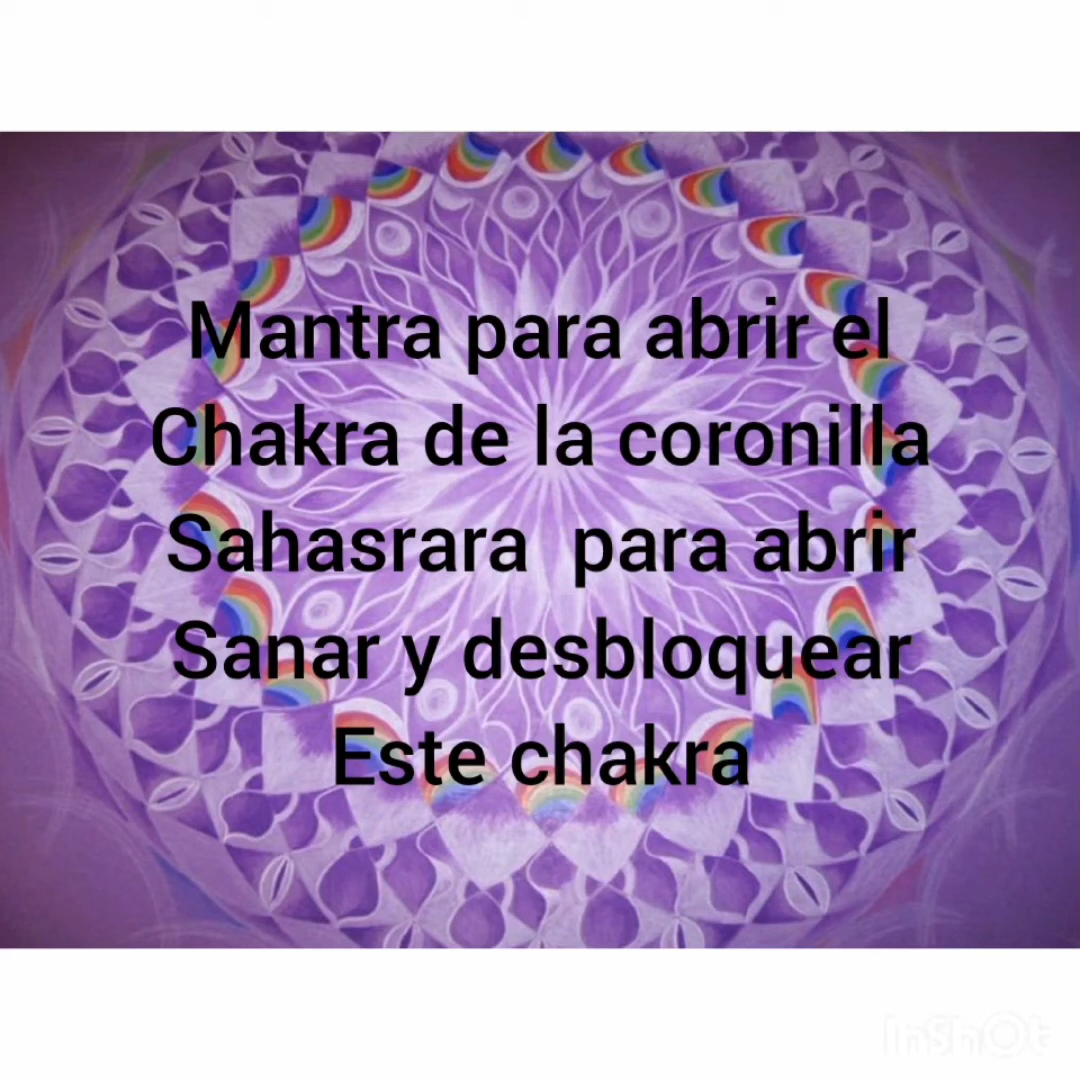 Mantra para abrir el
Chakra de la coronilla
Sahasrara  para abrir
Sanar y desbloquear
Este chakra
InShOt